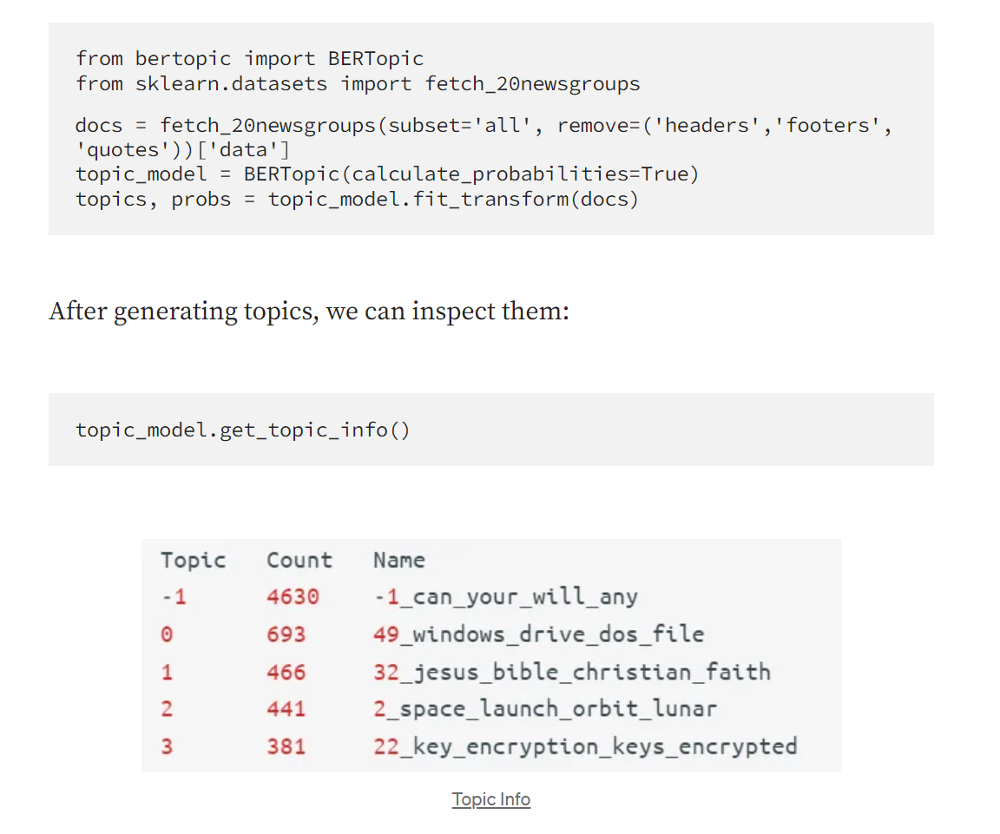 from bertopic import BERTopic
from sklearn.datasets import fetch_20newsgroups
docs = fetch_20newsgroups(subset='all', remove=('headers','footers',
'quotes'))['data']
topic_model = BERTopic(calculate_probabilities=True)
topics, probs = topic_model.fit_transform(docs)
After generating topics, we can inspect them:
topic_model.get_topic_info()
Topic Count Name
-1 4630 -1_can_your_will_any
0 693 49_windows_drive_dos_file
1 466 32_jesus_bible_christian_faith
2 441 2_space_launch_orbit_lunar
3 381 22_key_encryption_keys_encrypted
Topic Info